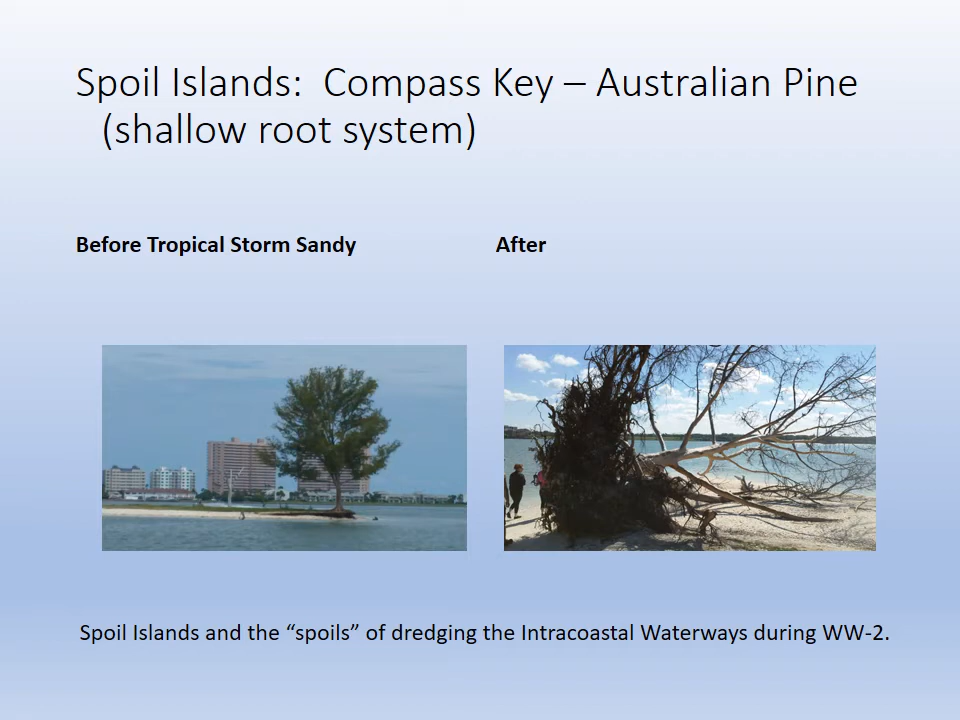 Spoil Islands: Compass Key – Australian Pine
(shallow root system)
Before Tropical Storm Sandy
After
Spoil Islands and the “spoils” of dredging the Intracoastal Waterways during WW-2.